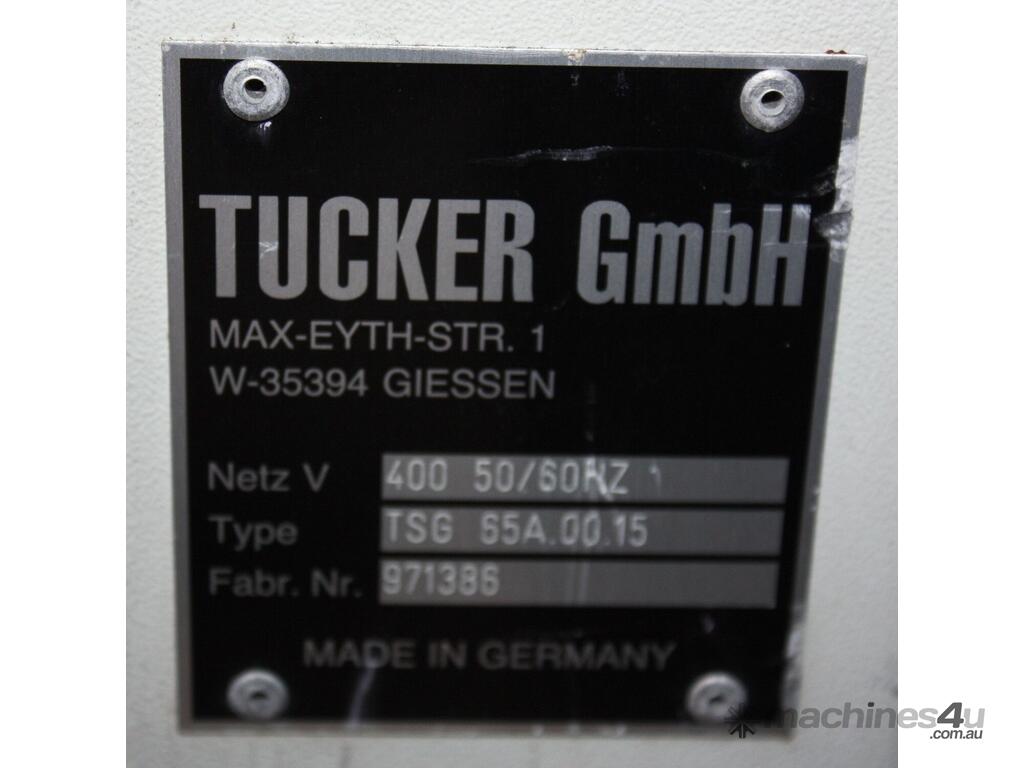 TUCKER GmbH
MAX-EYTH-STR. 1
W-35394 GIESSEN
Netz V 400 50/60HZ
Type TSG 65A.00.15
Fabr. Nr. 971386
MADE IN GERMANY
machines4u
.com.au